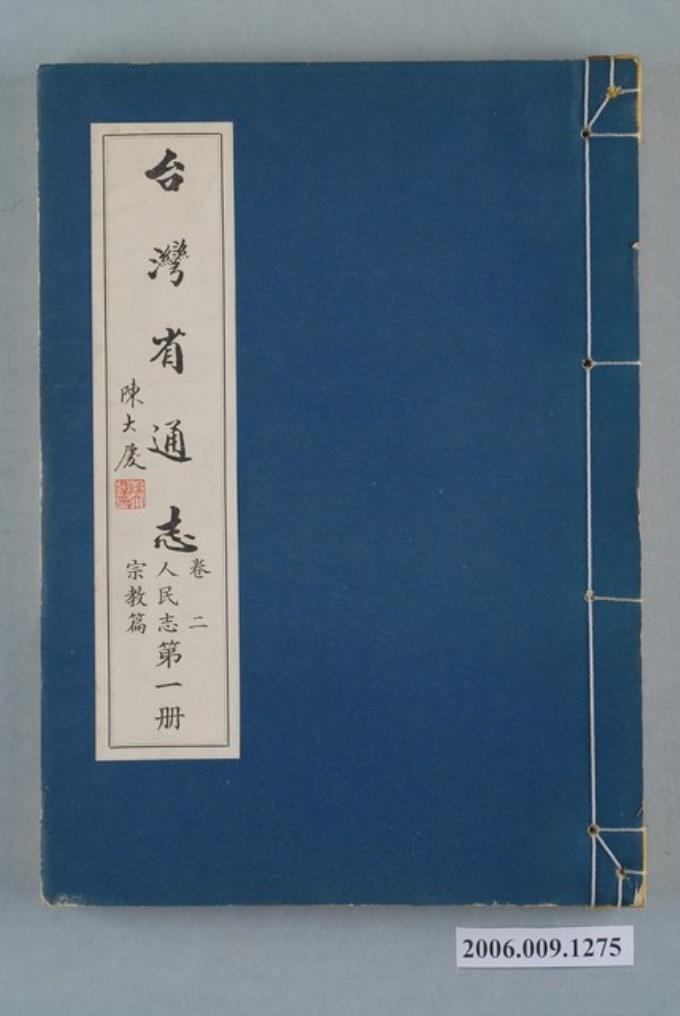 台灣省通志
卷二
人民志
宗教篇
第一册
陳大慶
2006.009.1275